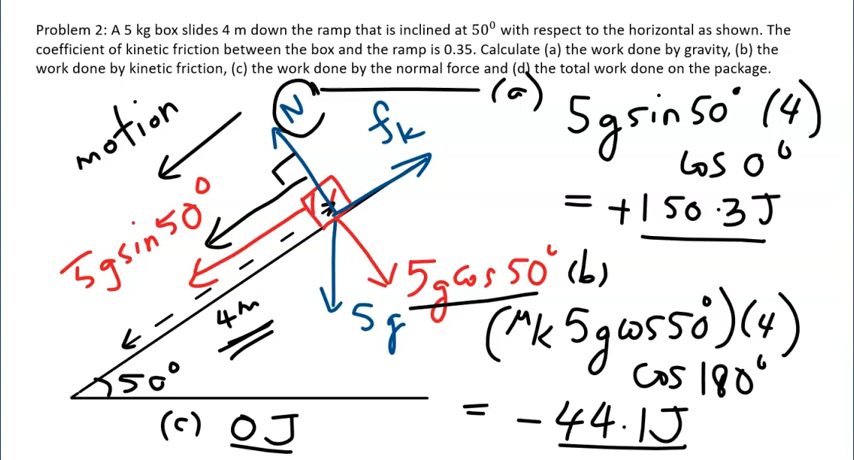 Problem 2: A 5 kg box slides 4 m down the ramp that is inclined at 50⁰ with respect to the horizontal as shown. The
coefficient of kinetic friction between the box and the ramp is 0.35. Calculate (a) the work done by gravity, (b) the
work done by kinetic friction, (c) the work done by the normal force and (d) the total work done on the package.
motion
N
fk
(a) 5g sin 50° (4)
cos 0°
= +150.3J
5g sin 50°
5g cos 50°
5g
4m
50°
(b)
(μk 5g cos 50°)(4)
cos 180°
= -44.1J
(c) 0J